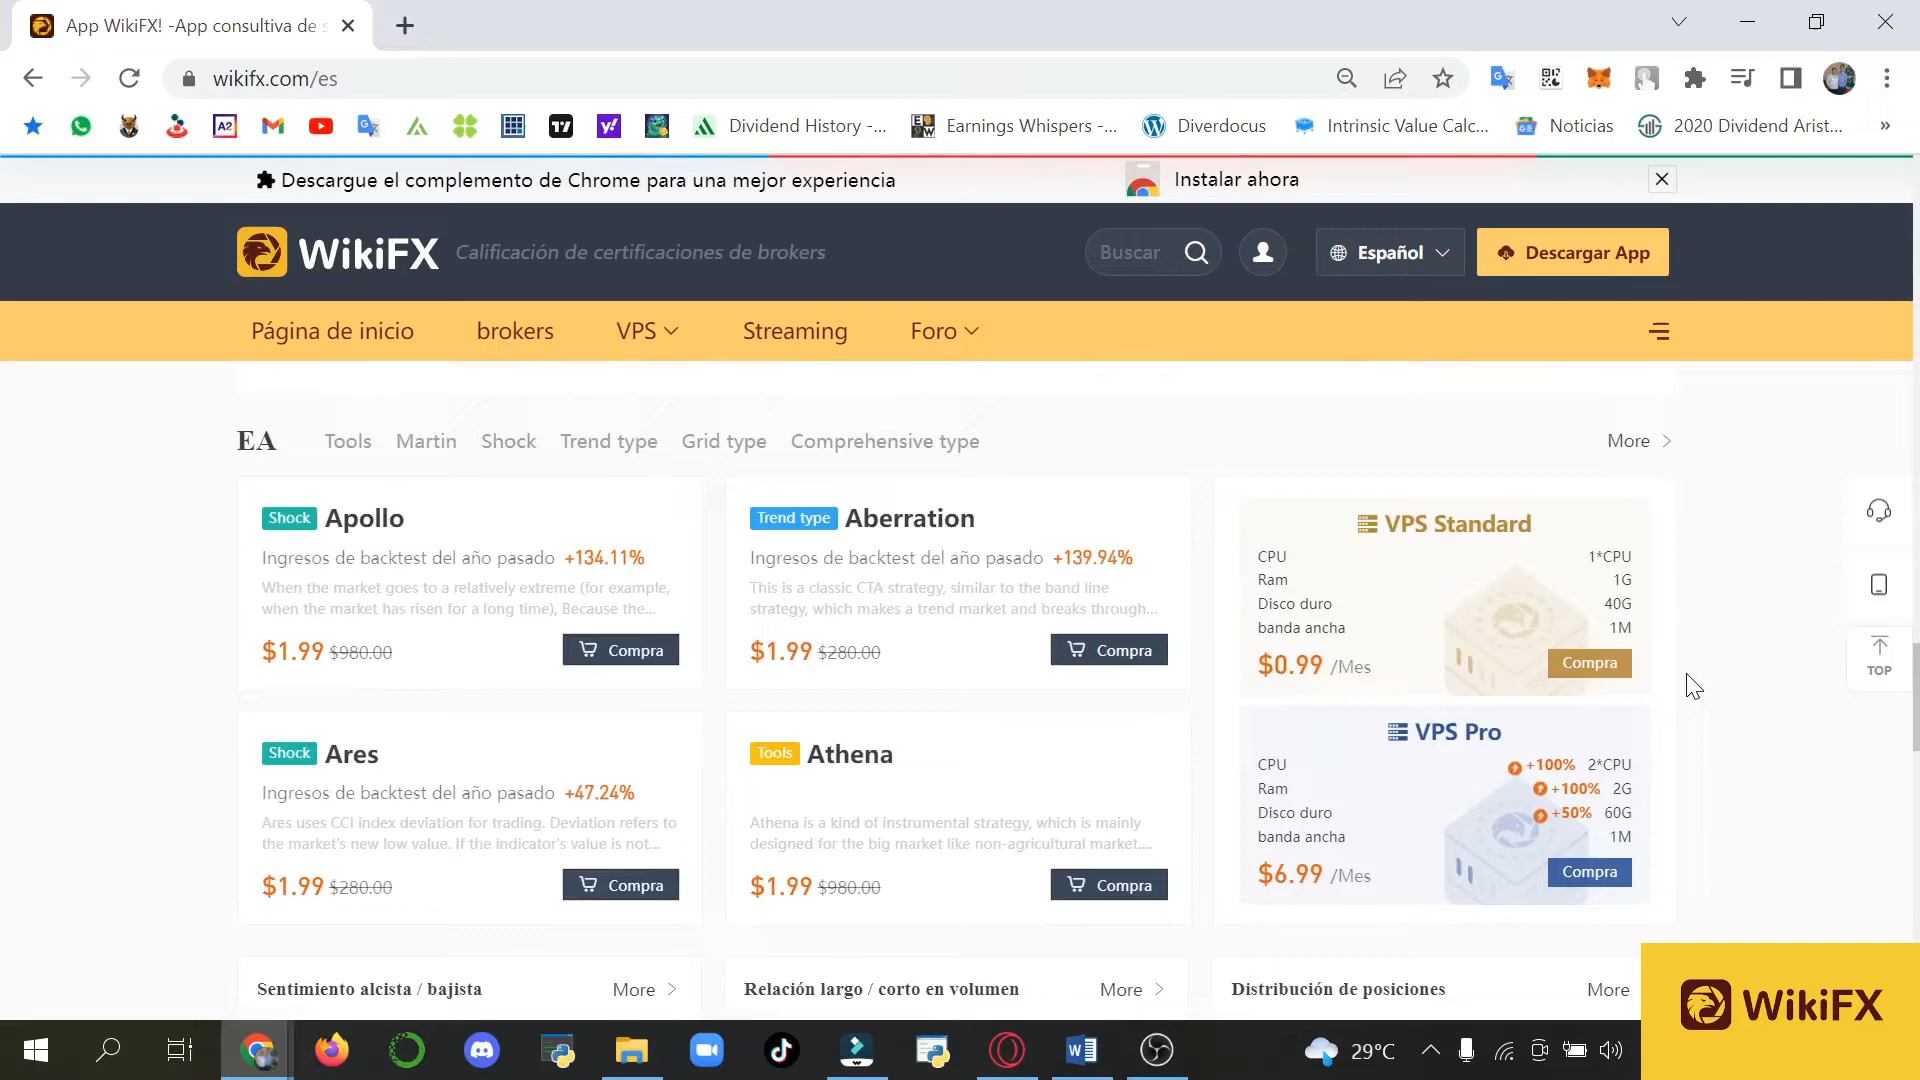 App WikiFX! -App consultiva de s
wikifx.com/es
A2
Dividend History -...
Earnings Whispers -...
Diverdocus
Intrinsic Value Calc...
Noticias
2020 Dividend Arist...
»
Descargue el complemento de Chrome para una mejor experiencia
Instalar ahora
WikiFX
Calificación de certificaciones de brokers
Buscar
Español
Descargar App
Página de inicio
brokers
VPS
Streaming
Foro
EA
Tools
Martin
Shock
Trend type
Grid type
Comprehensive type
More
Shock Apollo
Ingresos de backtest del año pasado +134.11%
When the market goes to a relatively extreme (for example,
when the market has risen for a long time), Because the...
$1.99 $980.00
Compra
Trend type Aberration
Ingresos de backtest del año pasado +139.94%
This is a classic CTA strategy, similar to the band line
strategy, which makes a trend market and breaks through...
$1.99 $280.00
Compra
VPS Standard
CPU 1*CPU
Ram 1G
Disco duro 40G
banda ancha 1M
$0.99 /Mes
Compra
TOP
Shock Ares
Ingresos de backtest del año pasado +47.24%
Ares uses CCI index deviation for trading. Deviation refers to
the market's new low value. If the indicator's value is not...
$1.99 $280.00
Compra
Tools Athena
Athena is a kind of instrumental strategy, which is mainly
designed for the big market like non-agricultural market....
$1.99 $980.00
Compra
VPS Pro
CPU +100% 2*CPU
Ram +100% 2G
Disco duro +50% 60G
banda ancha 1M
$6.99 /Mes
Compra
Sentimiento alcista / bajista
More
Relación largo / corto en volumen
More
Distribución de posiciones
More
WikiFX
29°C